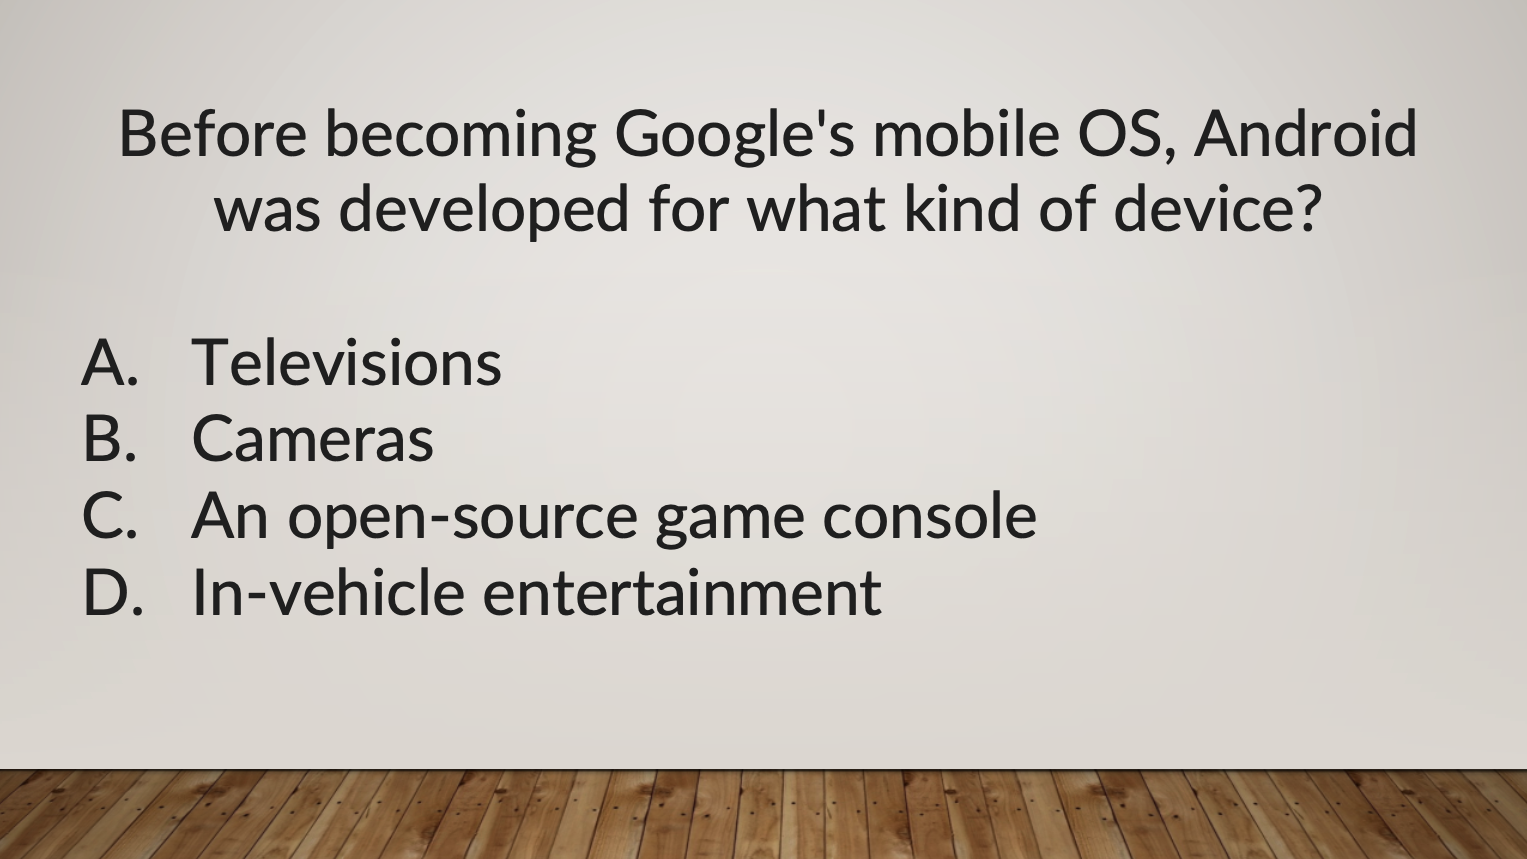 Before becoming Google's mobile OS, Android
was developed for what kind of device?
A. Televisions
B. Cameras
C. An open-source game console
D. In-vehicle entertainment